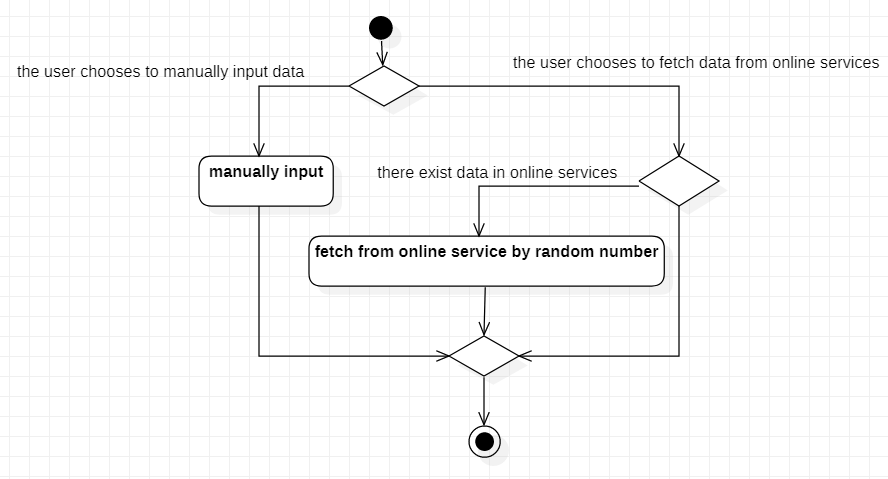 the user chooses to fetch data from online services
the user chooses to manually input data
manually input
there exist data in online services
fetch from online service by random number